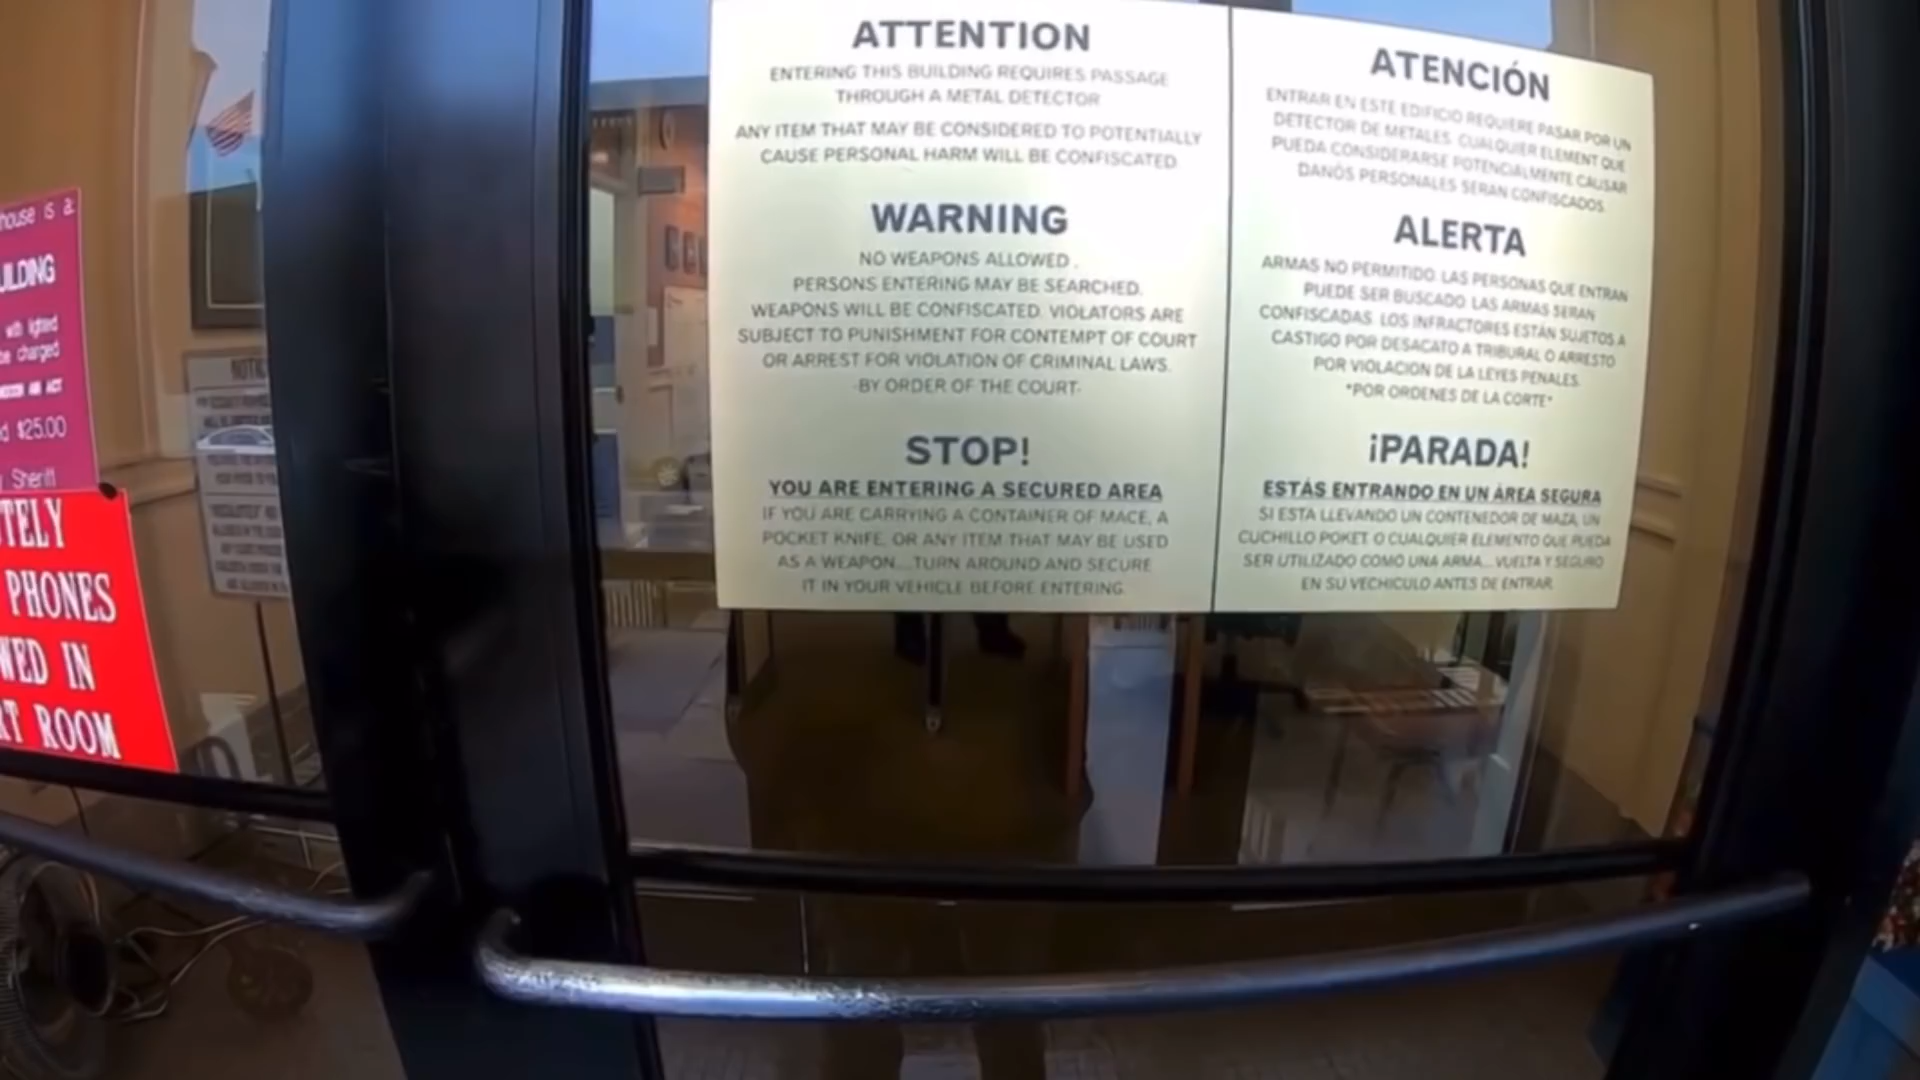 house is a:
UILDING
with lighted
be charged
d $25.00
Sheriff
TELY
PHONES
WED IN
RT ROOM
NOTIC
ATTENTION
ENTERING THIS BUILDING REQUIRES PASSAGE
THROUGH A METAL DETECTOR
ANY ITEM THAT MAY BE CONSIDERED TO POTENTIALLY
CAUSE PERSONAL HARM WILL BE CONFISCATED
WARNING
NO WEAPONS ALLOWED.
PERSONS ENTERING MAY BE SEARCHED.
WEAPONS WILL BE CONFISCATED. VIOLATORS ARE
SUBJECT TO PUNISHMENT FOR CONTEMPT OF COURT
OR ARREST FOR VIOLATION OF CRIMINAL LAWS.
-BY ORDER OF THE COURT-
STOP!
YOU ARE ENTERING A SECURED AREA
IF YOU ARE CARRYING A CONTAINER OF MACE, A
POCKET KNIFE, OR ANY ITEM THAT MAY BE USED
AS A WEAPON...TURN AROUND AND SECURE
IT IN YOUR VEHICLE BEFORE ENTERING.
ATENCIÓN
ENTRAR EN ESTE EDIFICIO REQUIERE PASAR POR UN
DETECTOR DE METALES. CUALQUIER ELEMENT QUE
PUEDA CONSIDERARSE POTENCIALMENTE CAUSAR
DANÓS PERSONALES SERAN CONFISCADOS.
ALERTA
ARMAS NO PERMITIDO. LAS PERSONAS QUE ENTRAN
PUEDE SER BUSCADO. LAS ARMAS SERAN
CONFISCADAS. LOS INFRACTORES ESTÁN SUJETOS A
CASTIGO POR DESACATO A TRIBURAL O ARRESTO
POR VIOLACION DE LA LEYES PENALES.
*POR ORDENES DE LA CORTE*
¡PARADA!
ESTÁS ENTRANDO EN UN ÁREA SEGURA
SI ESTA LLEVANDO UN CONTENEDOR DE MAZA, UN
CUCHILLO POKET, O CUALQUIER ELEMENTO QUE PUEDA
SER UTILIZADO COMO UNA ARMA...VUELTA Y SEGURO
EN SU VECHICULO ANTES DE ENTRAR.